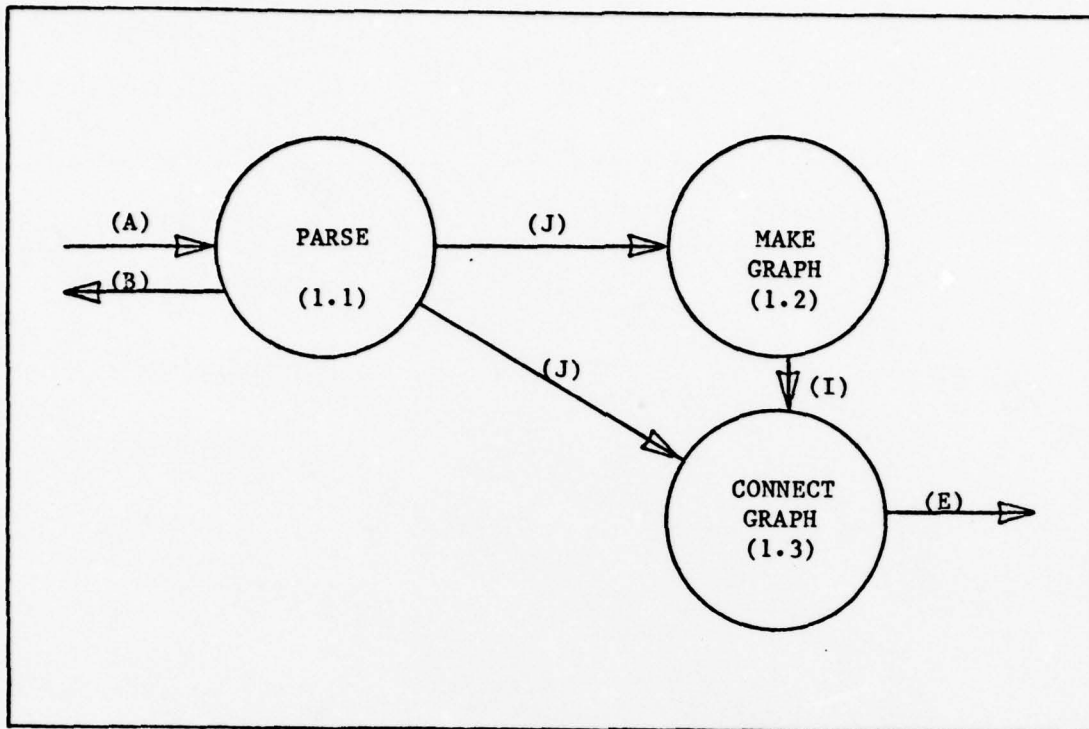 (A)
(B)
PARSE
(1.1)
(J)
MAKE
GRAPH
(1.2)
(J)
(I)
CONNECT
GRAPH
(1.3)
(E)